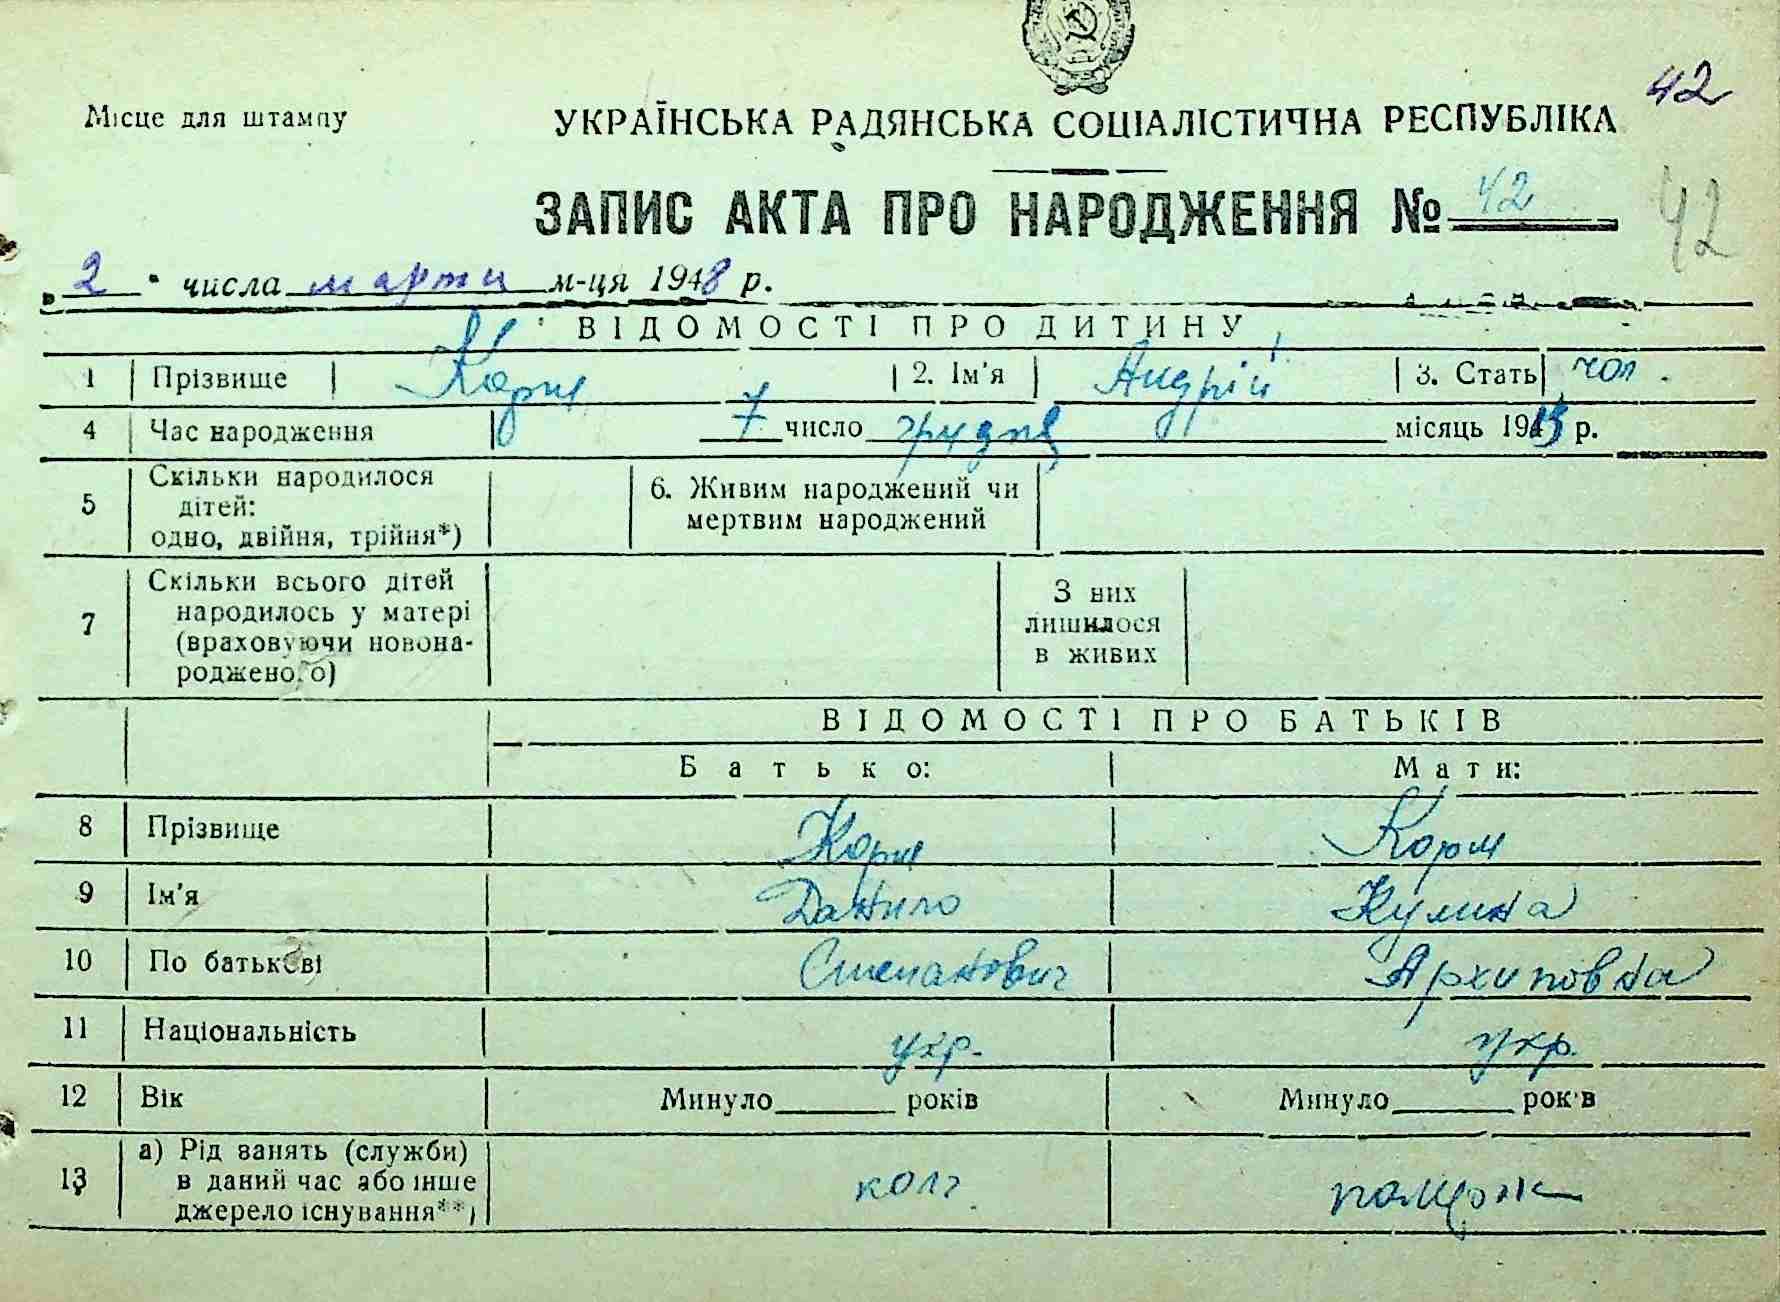 42
Місце для штампу
УКРАЇНСЬКА РАДЯНСЬКА СОЦІАЛІСТИЧНА РЕСПУБЛІКА
ЗАПИС АКТА ПРО НАРОДЖЕННЯ № 42
42
„2“ числа марта м-ця 1948 р.
ВІДОМОСТІ ПРО ДИТИНУ
1 Прізвище 2. Ім'я Андрій 3. Стать чол.
4 Час народження 7 число грудня місяць 19 р.
5 Скільки народилося дітей: одно, двійня, трійня*) 6. Живим народжений чи мертвим народжений
7 Скільки всього дітей народилось у матері (враховуючи новонародженого) З них лишилося в живих
ВІДОМОСТІ ПРО БАТЬКІВ
Батько: Мати:
8 Прізвище
9 Ім'я Данило Кулина
10 По батькові Степанович Архиповна
11 Національність укр. укр.
12 Вік Минуло років Минуло років
13 а) Рід занять (служби) в даний час або інше джерело існування**) колг